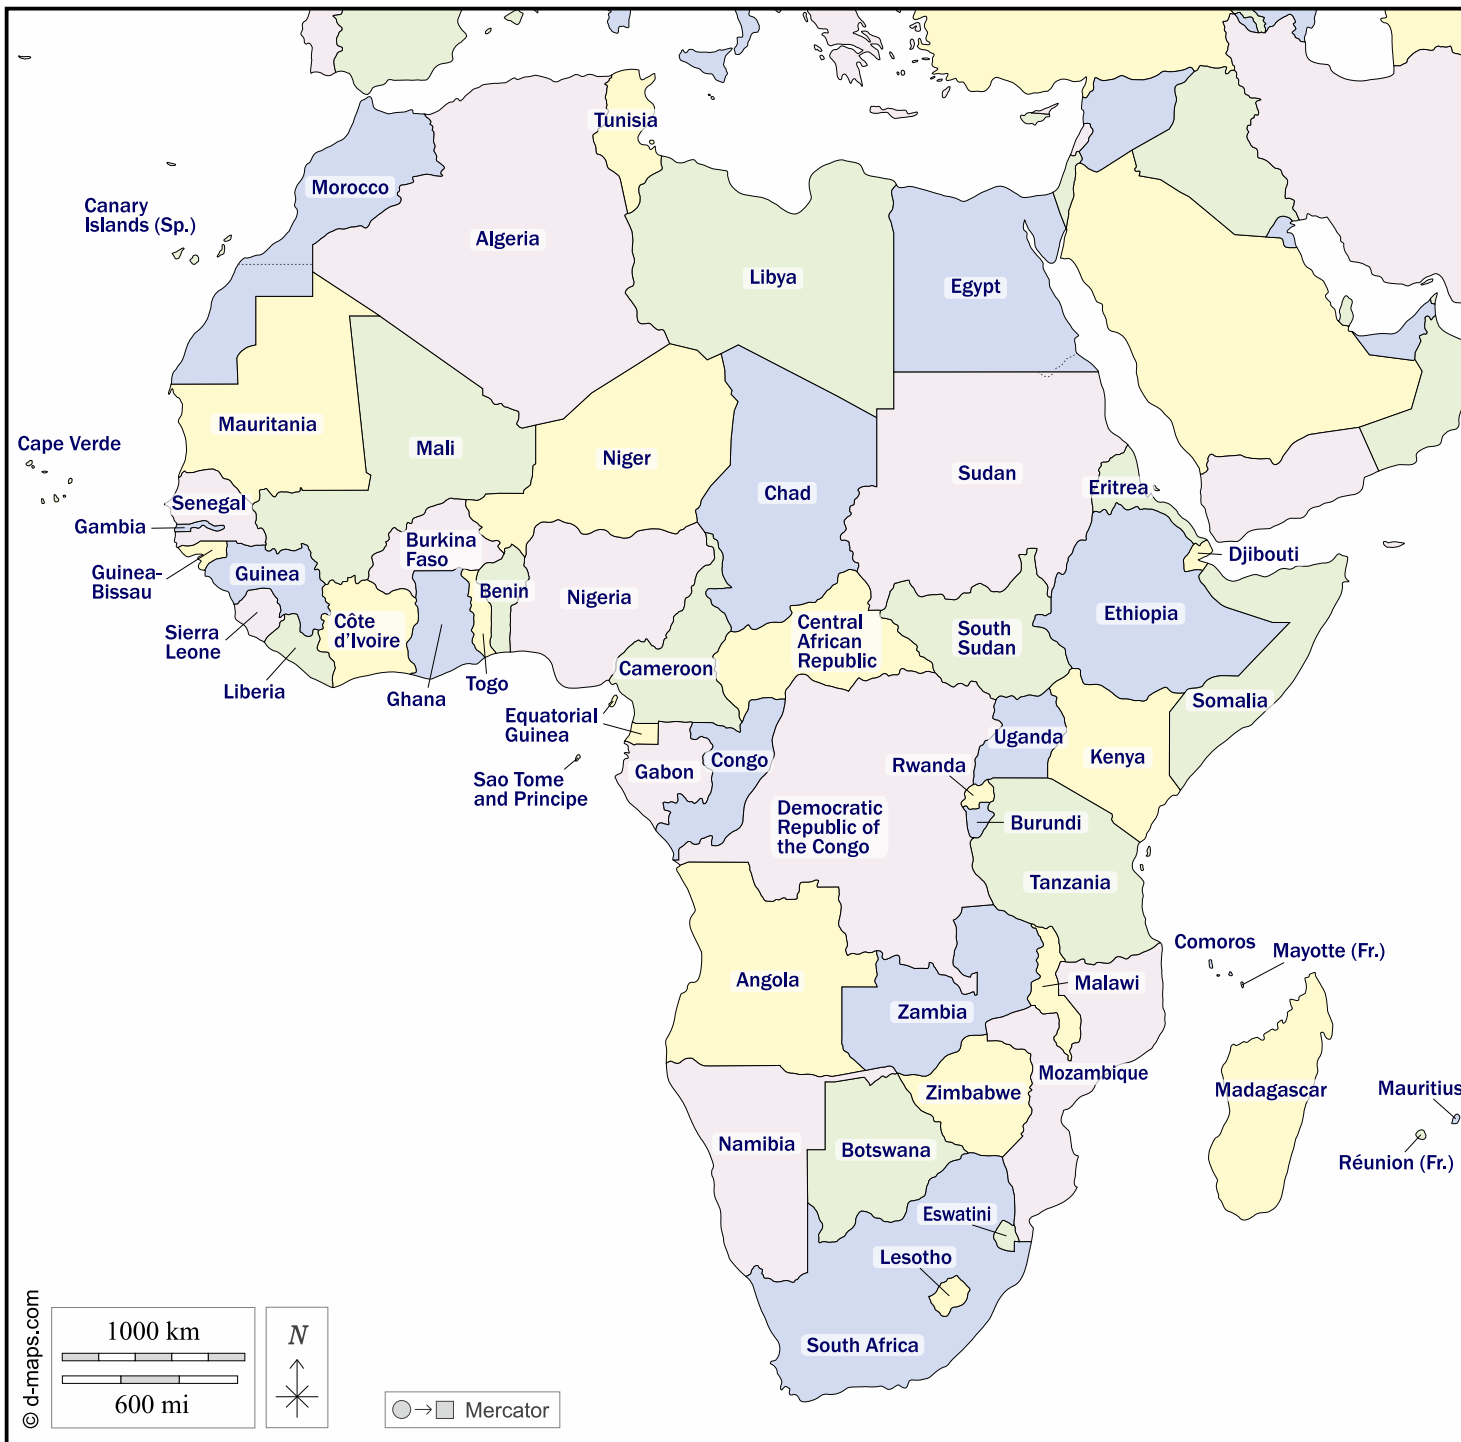 Tunisia
Morocco
Canary
Islands (Sp.)
Algeria
Libya
Egypt
Mauritania
Cape Verde
Mali
Niger
Chad
Sudan
Eritrea
Senegal
Gambia
Burkina
Faso
Djibouti
Guinea-
Bissau
Guinea
Benin
Nigeria
Ethiopia
Côte
d'Ivoire
Central
African
Republic
South
Sudan
Sierra
Leone
Cameroon
Liberia
Ghana
Togo
Somalia
Equatorial
Guinea
Uganda
Kenya
Gabon
Congo
Rwanda
Sao Tome
and Principe
Democratic
Republic of
the Congo
Burundi
Tanzania
Comoros
Mayotte (Fr.)
Angola
Malawi
Zambia
Mozambique
Zimbabwe
Madagascar
Mauritius
Namibia
Botswana
Réunion (Fr.)
Eswatini
Lesotho
South Africa
© d-maps.com
1000 km
600 mi
N
Mercator